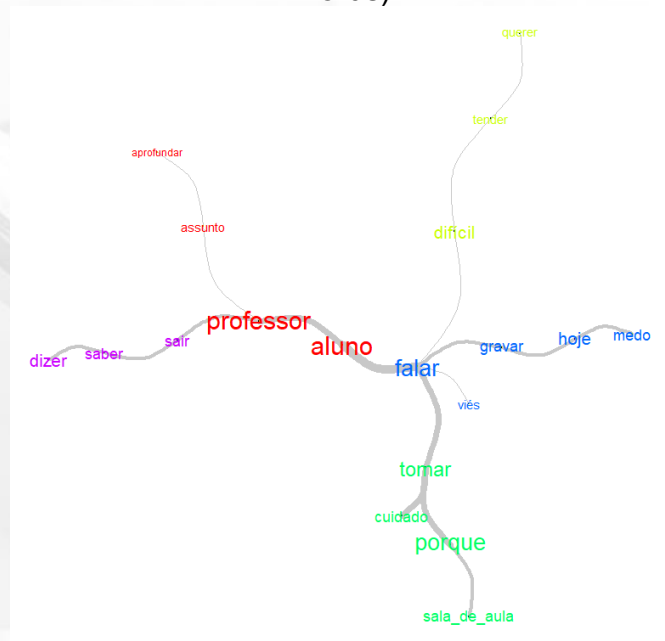 querer
tender
aprofundar
assunto
difícil
professor
aluno
falar
gravar
hoje
medo
sair
saber
dizer
viés
tomar
cuidado
porque
sala_de_aula